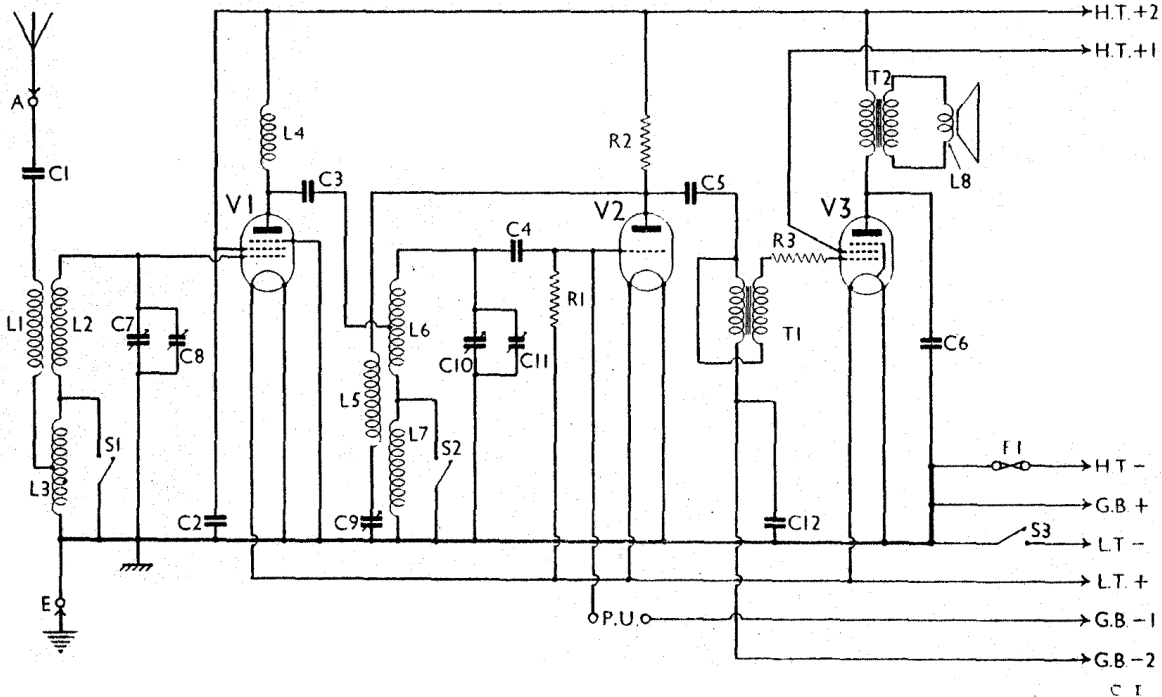 H.T.+2
H.T.+1
A
T2
L4
R2
C1
C3
C5
L8
V1
V2
V3
C4
R3
L1
L2
C7
C8
L6
R1
T1
C10
C11
C6
L5
S1
L7
S2
F1
H.T -
L3
G.B. +
C2
C9
C12
S3
L.T -
L.T. +
E
P.U.
G.B. -1
G.B. -2